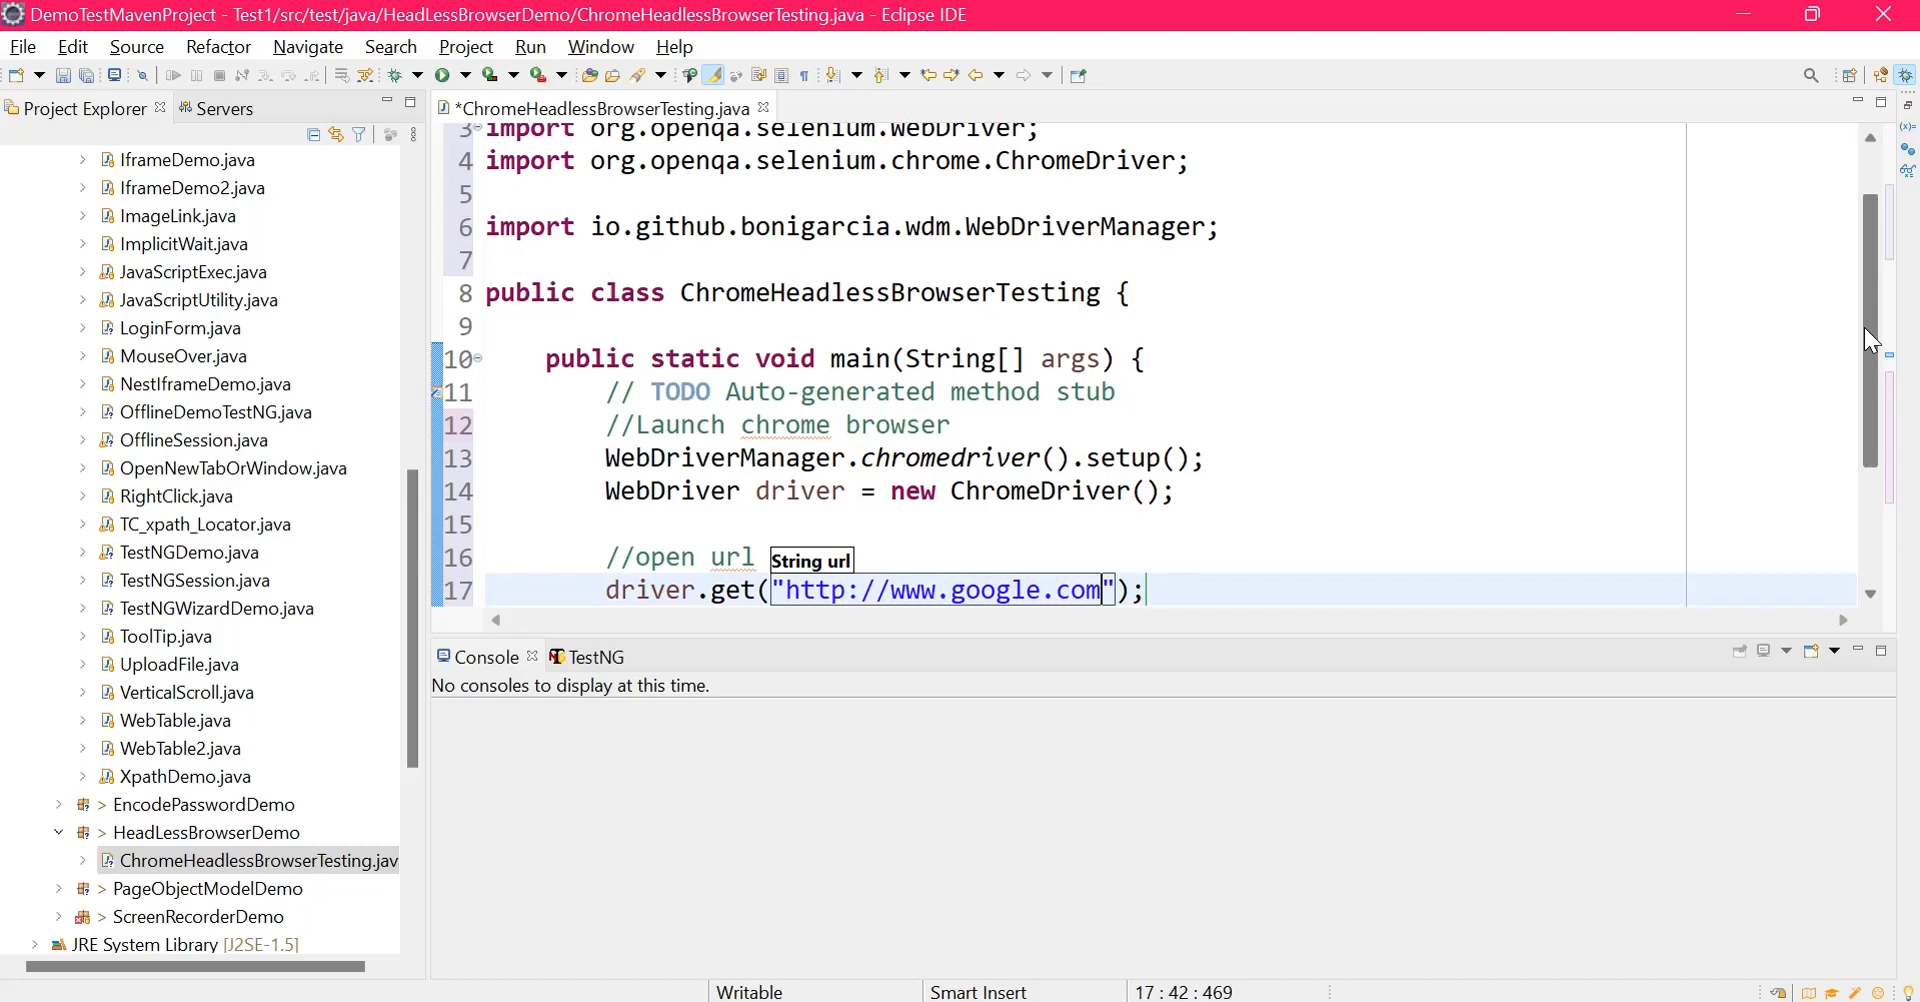 DemoTestMavenProject - Test1/src/test/java/HeadLessBrowserDemo/ChromeHeadlessBrowserTesting.java - Eclipse IDE
File Edit Source Refactor Navigate Search Project Run Window Help
Project Explorer Servers
IframeDemo.java
IframeDemo2.java
ImageLink.java
ImplicitWait.java
JavaScriptExec.java
JavaScriptUtility.java
LoginForm.java
MouseOver.java
NestIframeDemo.java
OfflineDemoTestNG.java
OfflineSession.java
OpenNewTabOrWindow.java
RightClick.java
TC_xpath_Locator.java
TestNGDemo.java
TestNGSession.java
TestNGWizardDemo.java
ToolTip.java
UploadFile.java
VerticalScroll.java
WebTable.java
WebTable2.java
XpathDemo.java
> EncodePasswordDemo
> HeadLessBrowserDemo
ChromeHeadlessBrowserTesting.jav
> PageObjectModelDemo
> ScreenRecorderDemo
JRE System Library [J2SE-1.5]
*ChromeHeadlessBrowserTesting.java
3 import org.openqa.selenium.WebDriver;
4 import org.openqa.selenium.chrome.ChromeDriver;
5
6 import io.github.bonigarcia.wdm.WebDriverManager;
7
8 public class ChromeHeadlessBrowserTesting {
9
10 public static void main(String[] args) {
11 // TODO Auto-generated method stub
12 //Launch chrome browser
13 WebDriverManager.chromedriver().setup();
14 WebDriver driver = new ChromeDriver();
15
16 //open url String url
17 driver.get("http://www.google.com");
Console TestNG
No consoles to display at this time.
Writable Smart Insert 17 : 42 : 469